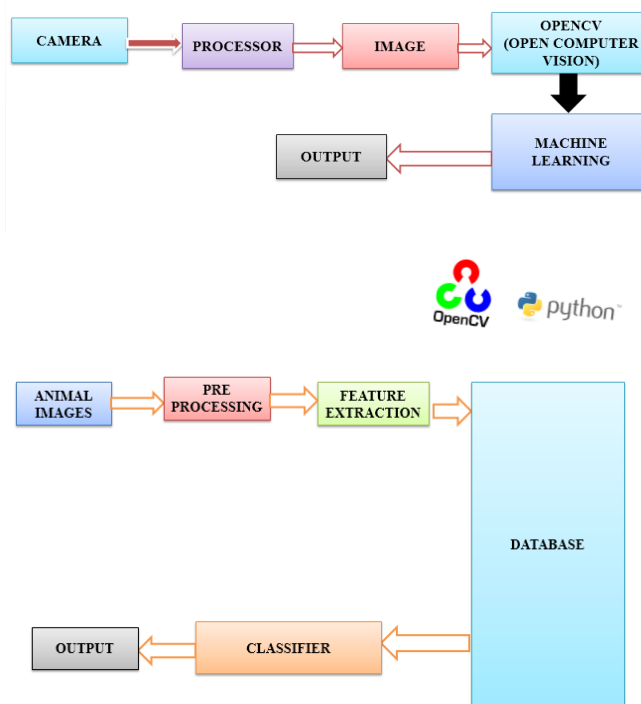 CAMERA
PROCESSOR
IMAGE
OPENCV
(OPEN COMPUTER
VISION)
OUTPUT
MACHINE
LEARNING
OpenCV
python™
ANIMAL
IMAGES
PRE
PROCESSING
FEATURE
EXTRACTION
DATABASE
OUTPUT
CLASSIFIER